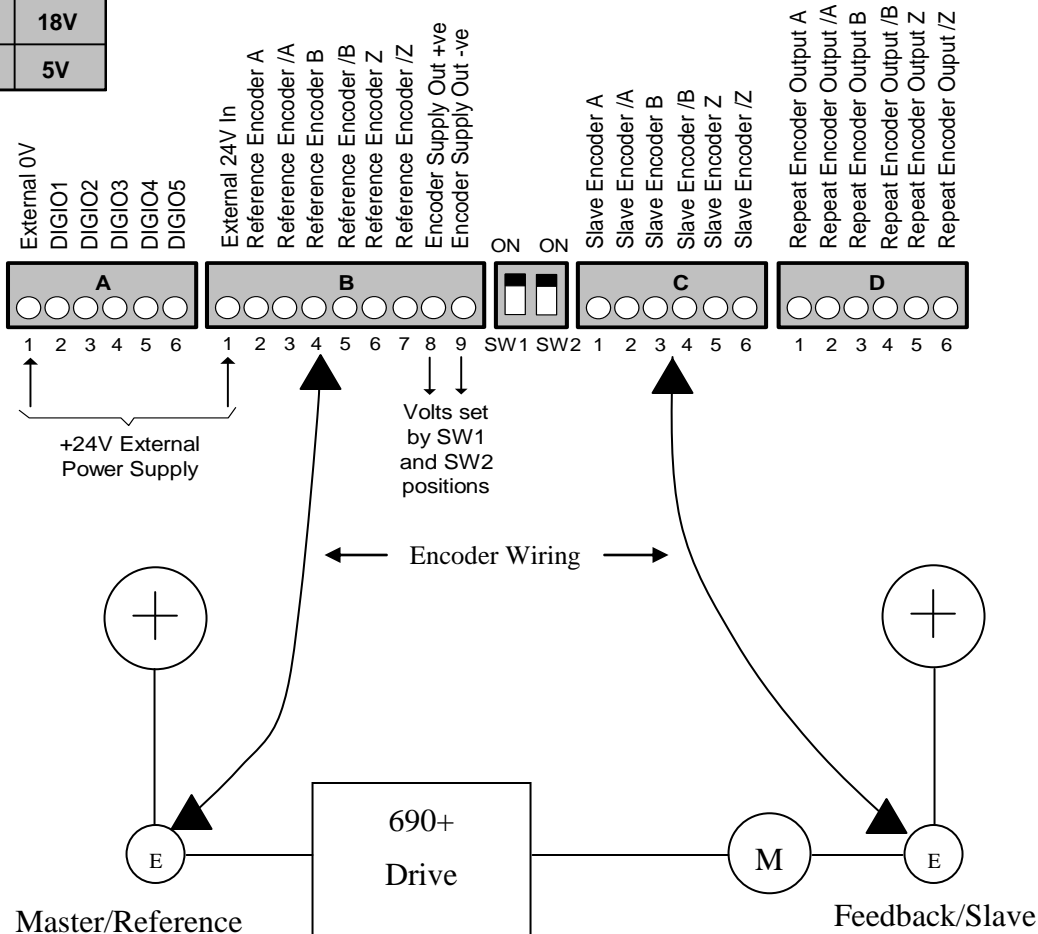 18V
5V
External 0V
DIGIO1
DIGIO2
DIGIO3
DIGIO4
DIGIO5
External 24V In
Reference Encoder A
Reference Encoder /A
Reference Encoder B
Reference Encoder /B
Reference Encoder Z
Reference Encoder /Z
Encoder Supply Out +ve
Encoder Supply Out -ve
Slave Encoder A
Slave Encoder /A
Slave Encoder B
Slave Encoder /B
Slave Encoder Z
Slave Encoder /Z
Repeat Encoder Output A
Repeat Encoder Output /A
Repeat Encoder Output B
Repeat Encoder Output /B
Repeat Encoder Output Z
Repeat Encoder Ouput /Z
ON ON
A B C D
1 2 3 4 5 6 1 2 3 4 5 6 7 8 9 SW1 SW2 1 2 3 4 5 6 1 2 3 4 5 6
+24V External
Power Supply
Volts set
by SW1
and SW2
positions
Encoder Wiring
690+
Drive
E
M
E
Master/Reference
Feedback/Slave